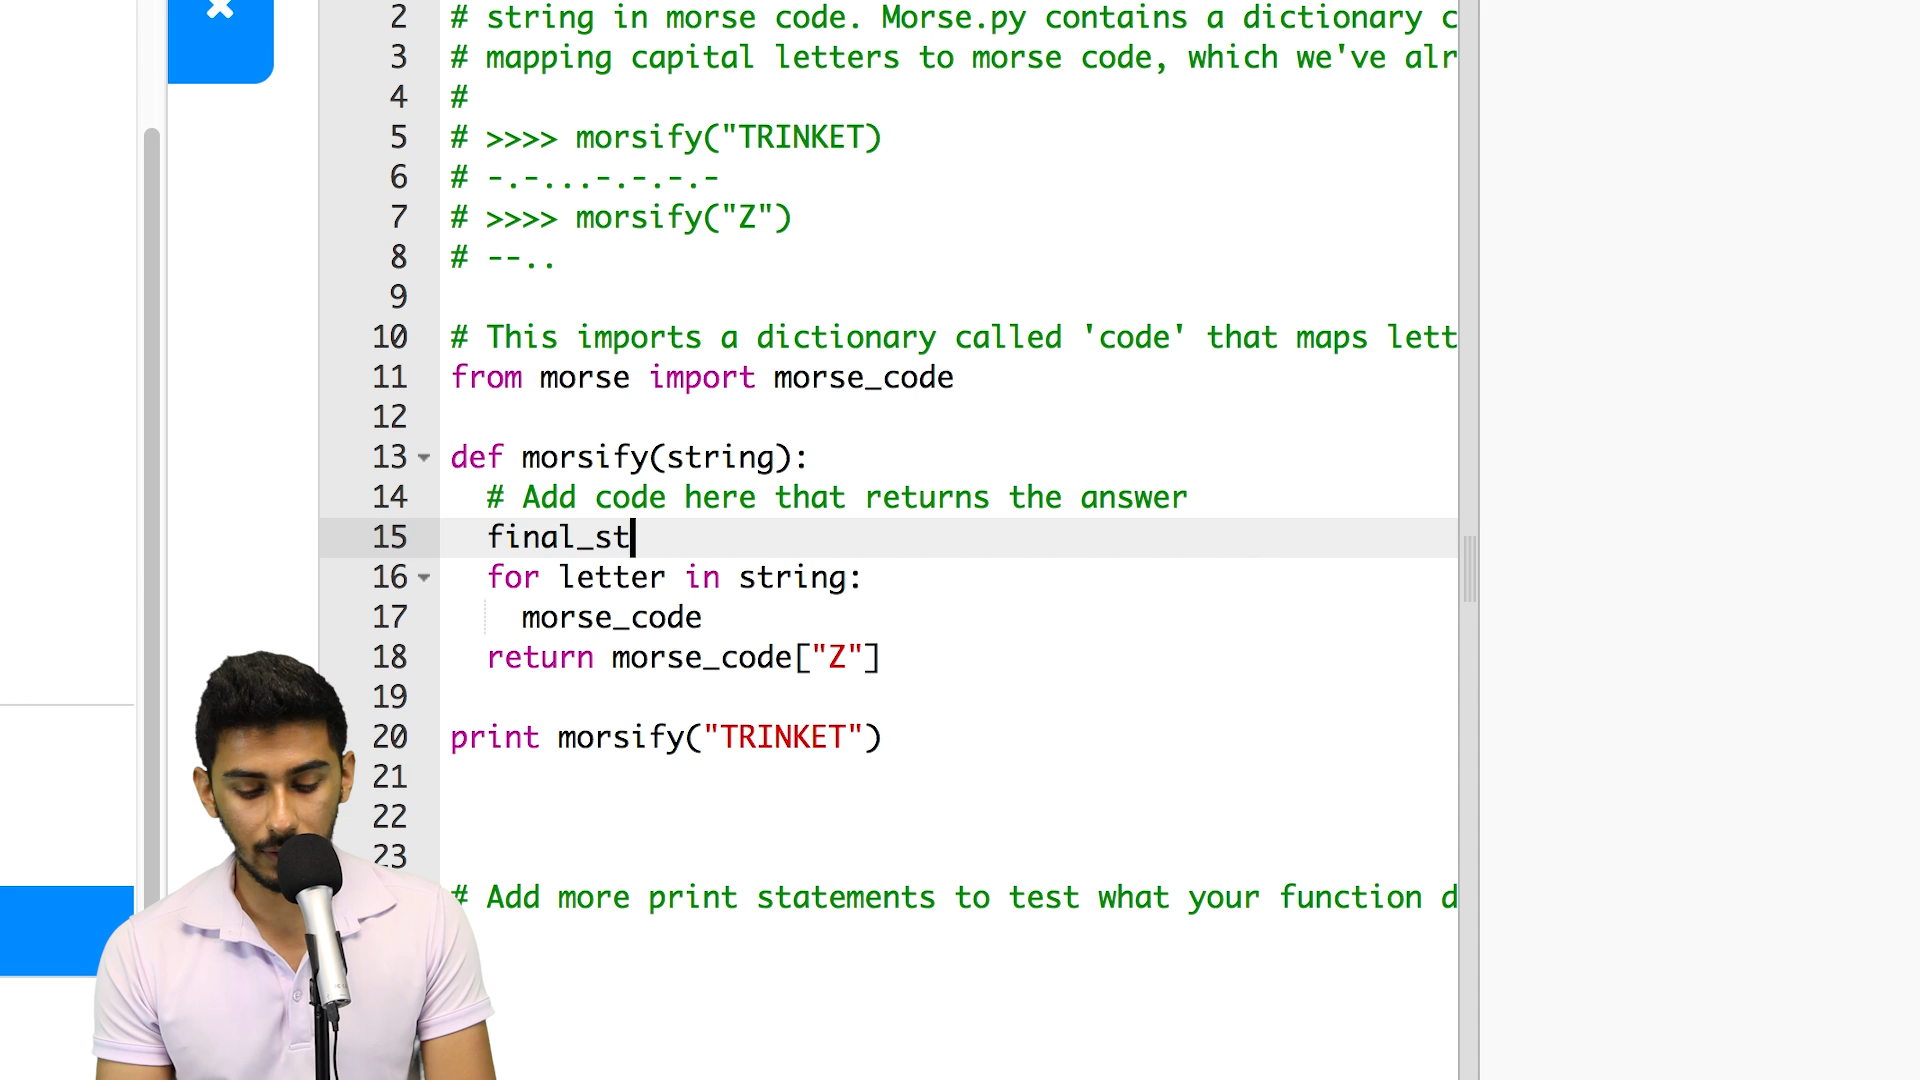 2 # string in morse code. Morse.py contains a dictionary c
3 # mapping capital letters to morse code, which we've alr
4 #
5 # >>>> morsify("TRINKET)
6 # -.-...-.-.-.-
7 # >>>> morsify("Z")
8 # --..
9
10 # This imports a dictionary called 'code' that maps lett
11 from morse import morse_code
12
13 def morsify(string):
14 # Add code here that returns the answer
15 final_st
16 for letter in string:
17 morse_code
18 return morse_code["Z"]
19
20 print morsify("TRINKET")
21
22
23
# Add more print statements to test what your function d